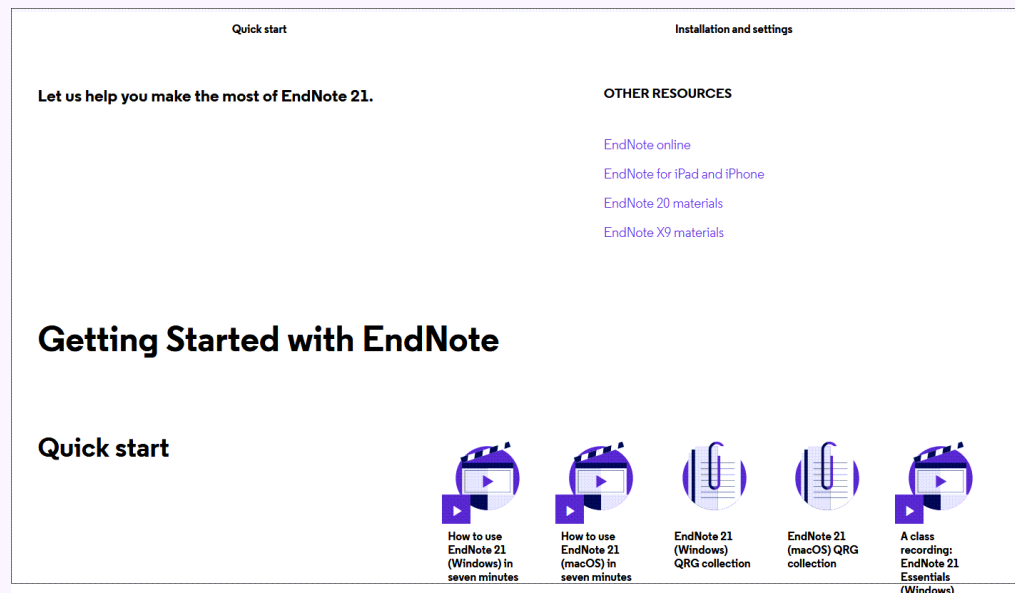 Quick start
Installation and settings
Let us help you make the most of EndNote 21.
OTHER RESOURCES
EndNote online
EndNote for iPad and iPhone
EndNote 20 materials
EndNote X9 materials
Getting Started with EndNote
Quick start
How to use
EndNote 21
(Windows) in
seven minutes
How to use
EndNote 21
(macOS) in
seven minutes
EndNote 21
(Windows)
QRG collection
EndNote 21
(macOS) QRG
collection
A class
recording:
EndNote 21
Essentials
(Windows)